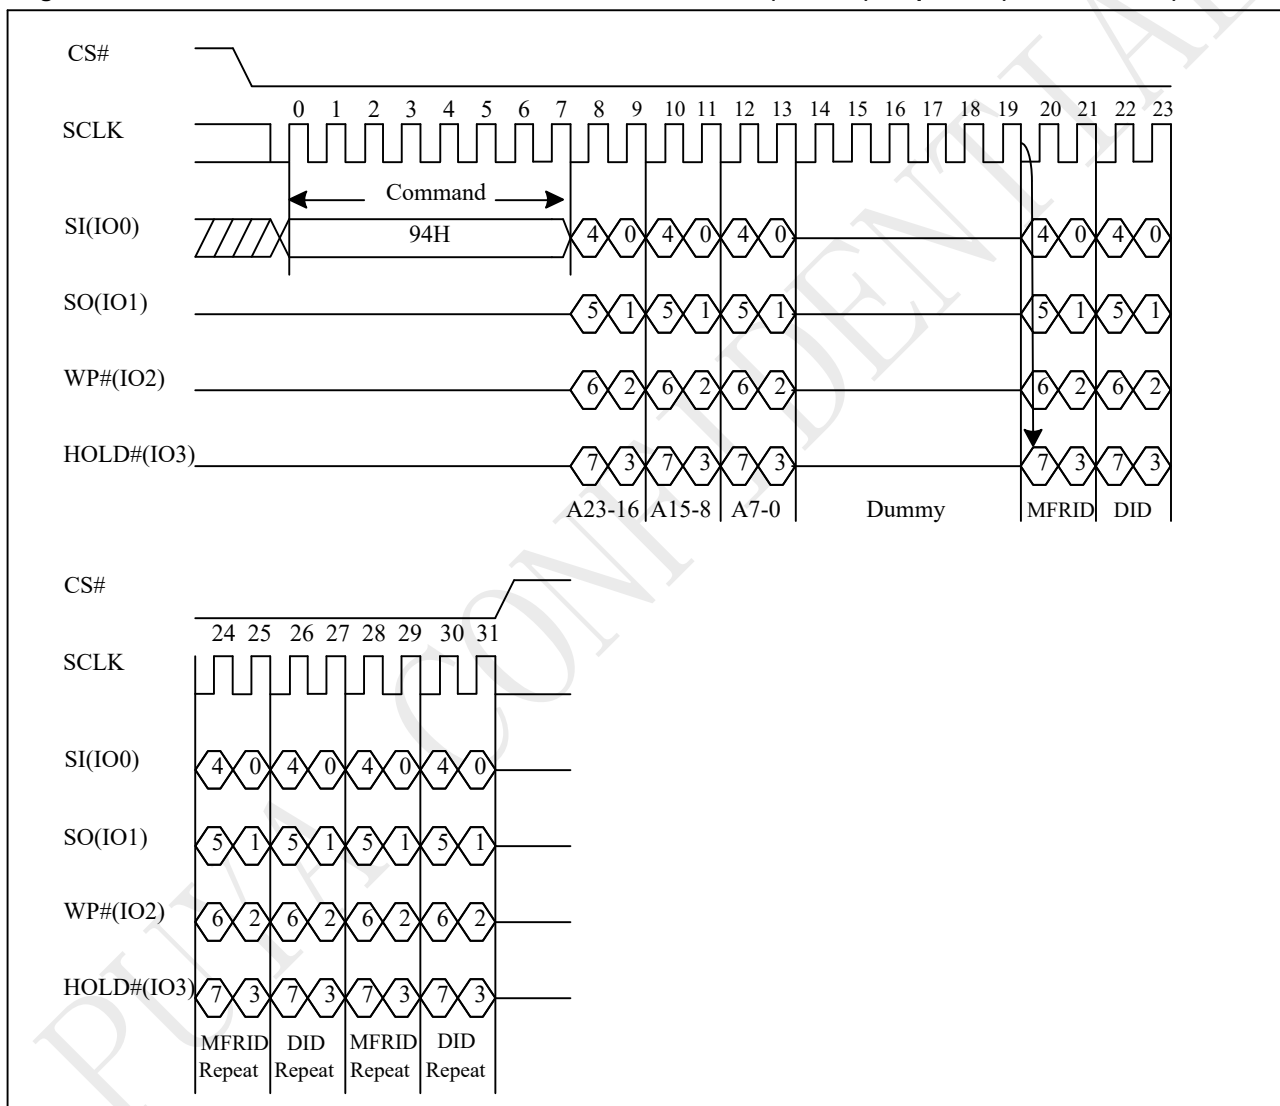 CS#
0 1 2 3 4 5 6 7 8 9 10 11 12 13 14 15 16 17 18 19 20 21 22 23
SCLK
Command
SI(IO0)
94H
4 0 4 0 4 0 4 0 4 0
SO(IO1)
5 1 5 1 5 1 5 1 5 1
WP#(IO2)
6 2 6 2 6 2 6 2 6 2
HOLD#(IO3)
7 3 7 3 7 3 7 3 7 3
A23-16 A15-8 A7-0 Dummy MFRID DID
CS#
24 25 26 27 28 29 30 31
SCLK
SI(IO0)
4 0 4 0 4 0 4 0
SO(IO1)
5 1 5 1 5 1 5 1
WP#(IO2)
6 2 6 2 6 2 6 2
HOLD#(IO3)
7 3 7 3 7 3 7 3
MFRID DID MFRID DID
Repeat Repeat Repeat Repeat
PUYA CONFIDENTIAL